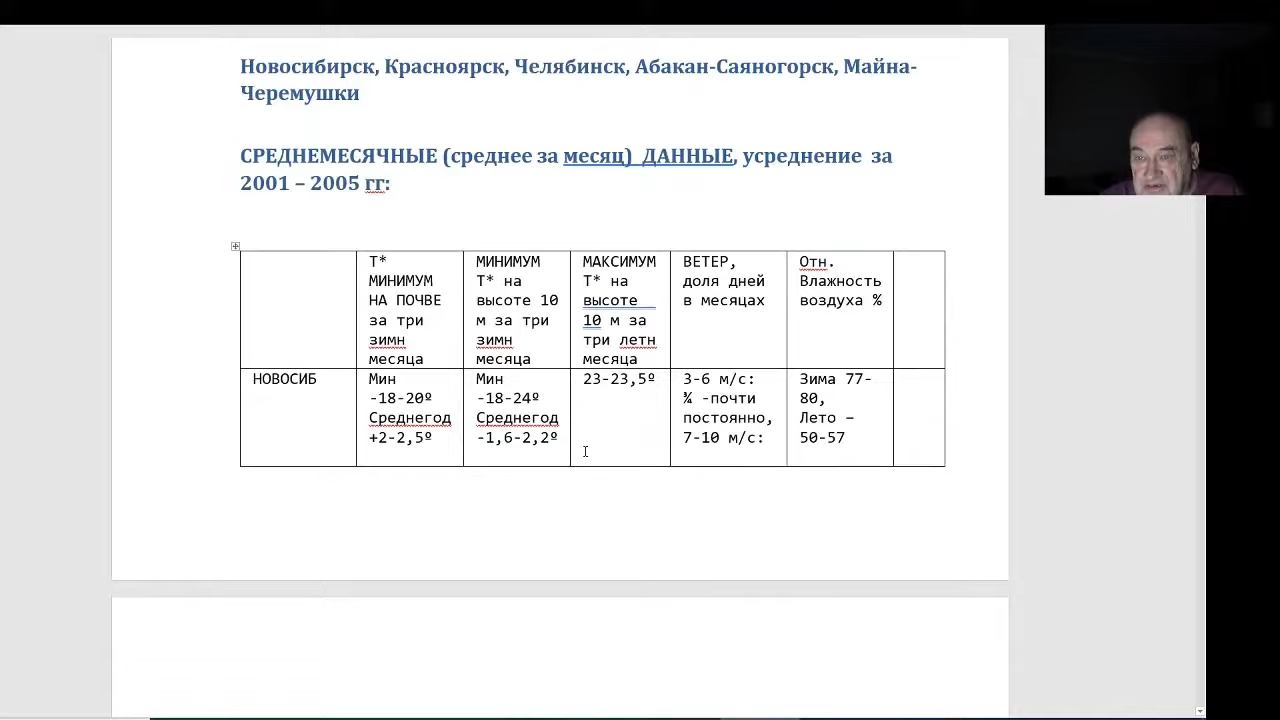 Новосибирск, Красноярск, Челябинск, Абакан-Саяногорск, Майна-
Черемушки
СРЕДНЕМЕСЯЧНЫЕ (среднее за месяц) ДАННЫЕ, усреднение за
2001 – 2005 гг:
Т*
МИНИМУМ
НА ПОЧВЕ
за три
зимн
месяца
МИНИМУМ
Т* на
высоте 10
м за три
зимн
месяца
МАКСИМУМ
Т* на
высоте
10 м за
три летн
месяца
ВЕТЕР,
доля дней
в месяцах
Отн.
Влажность
воздуха %
НОВОСИБ
Мин
-18-20º
Среднегод
+2-2,5º
Мин
-18-24º
Среднегод
-1,6-2,2º
23-23,5º
3-6 м/с:
¾ -почти
постоянно,
7-10 м/с:
Зима 77-
80,
Лето –
50-57